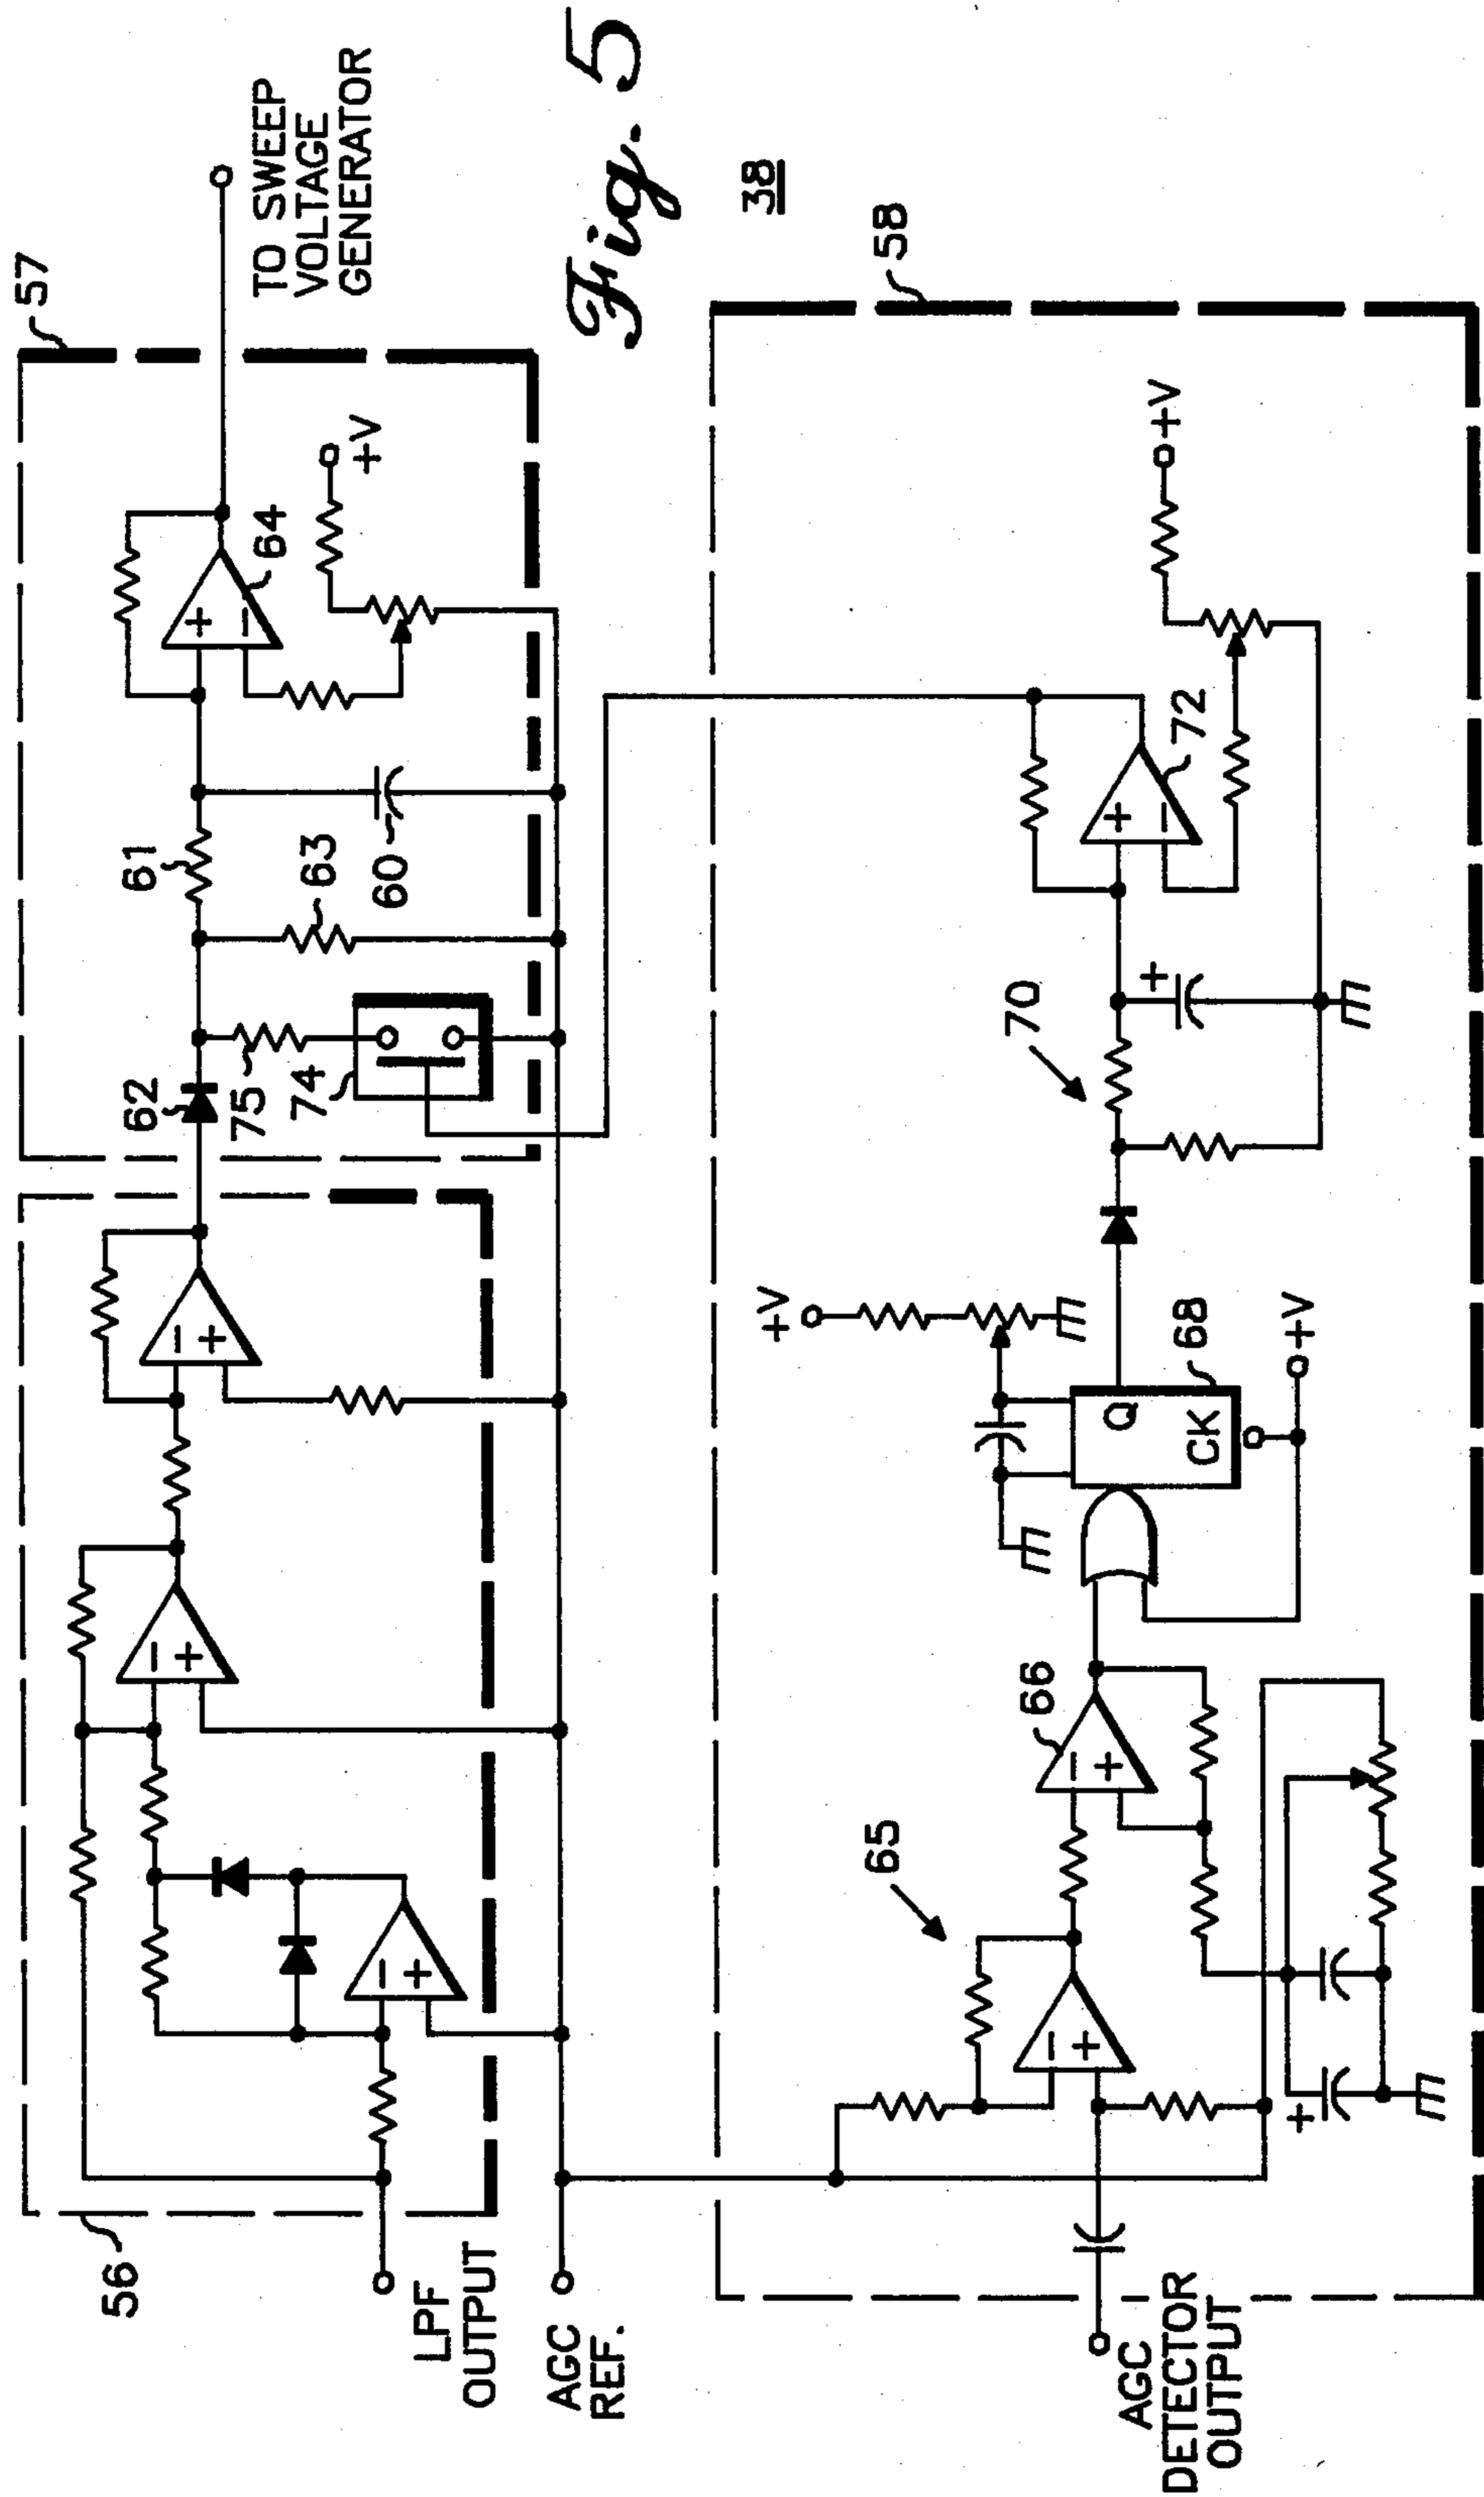 57
TO SWEEP
VOLTAGE
GENERATOR
Fig. 5
38
58
56
LPF
OUTPUT
AGC
REF.
AGC
DETECTOR
OUTPUT
-
+
-
+
-
+
62
75
74
61
63
60
+
-
64
+V
65
-
+
66
-
+
+
68
Q
CK
+V
+V
70
+
72
+
-
+V